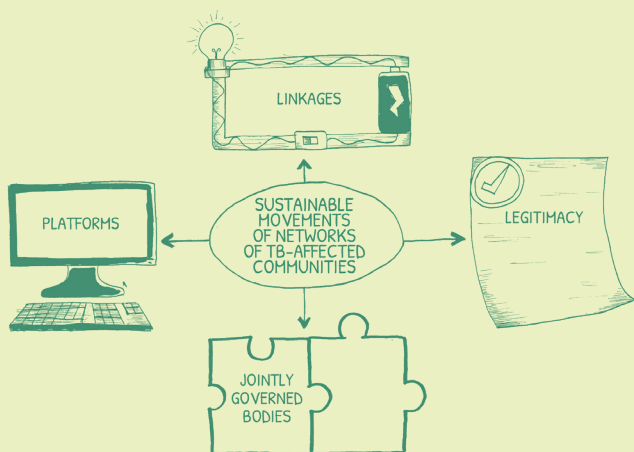 LINKAGES
PLATFORMS
SUSTAINABLE
MOVEMENTS
OF NETWORKS
OF TB-AFFECTED
COMMUNITIES
LEGITIMACY
JOINTLY
GOVERNED
BODIES